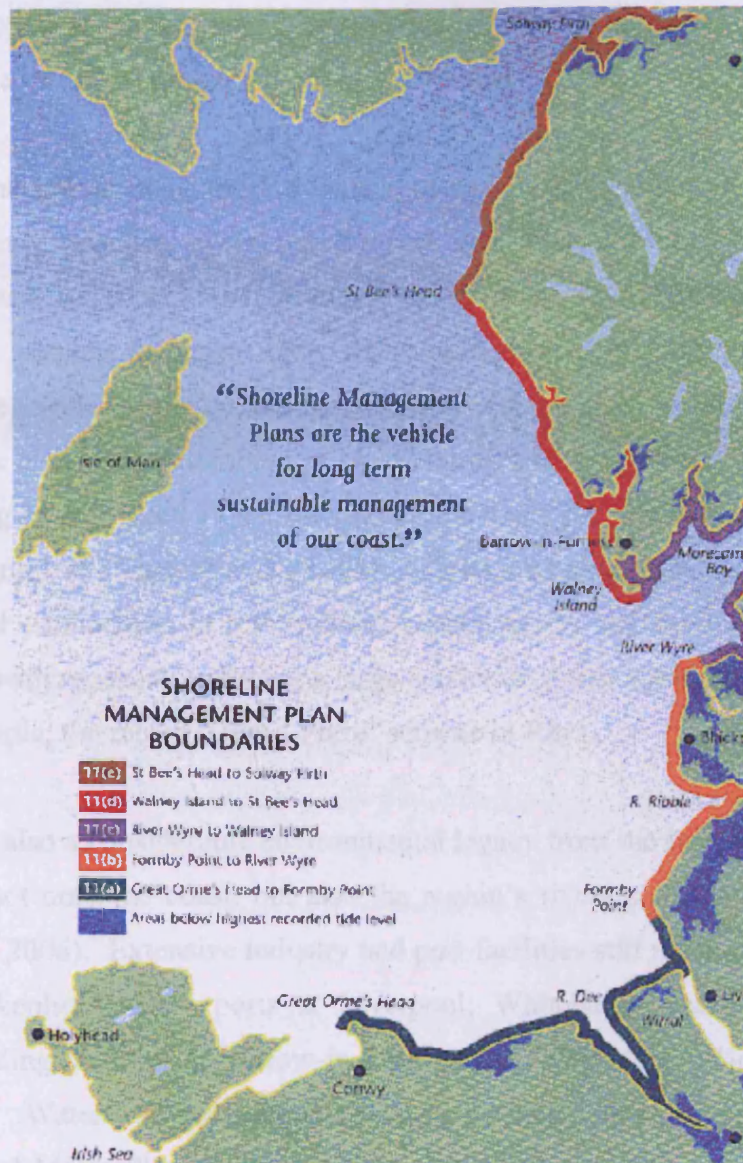 Solway Firth
St Bee's Head
Isle of Man
“Shoreline Management
Plans are the vehicle
for long term
sustainable management
of our coast.”
Barrow-in-Furness
Morecam
Bay
Walney
Island
River Wyre
SHORELINE
MANAGEMENT PLAN
BOUNDARIES
11(e) St Bee's Head to Solway Firth
11(d) Walney Island to St Bee's Head
11(c) River Wyre to Walney Island
11(b) Formby Point to River Wyre
11(a) Great Orme's Head to Formby Point
Areas below highest recorded tide level
R. Ribble
Formby
Point
Great Orme's Head
R. Dee
Wirral
Holyhead
Conwy
Irish Sea